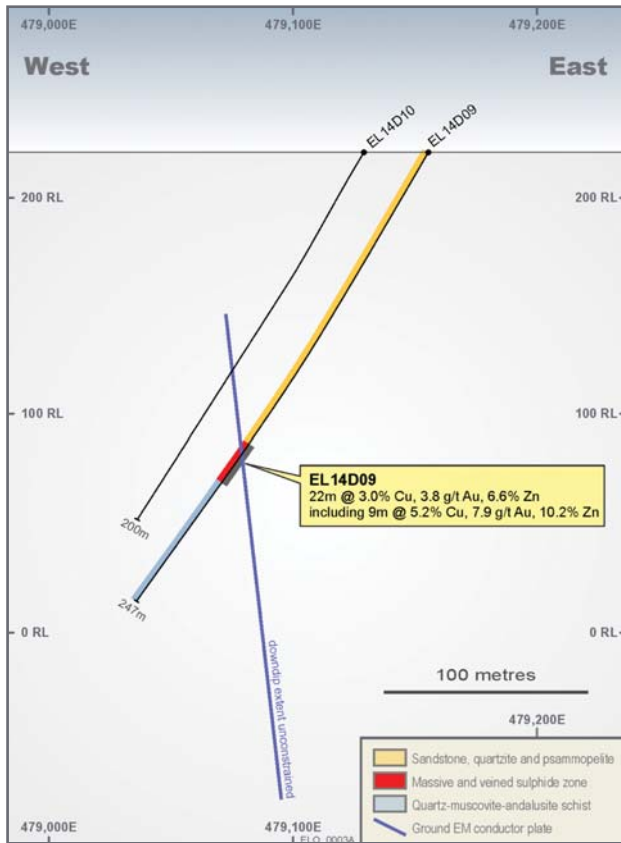 479,000E
479,100E
479,200E
West
East
EL14D10
EL14D09
200 RL
200 RL
100 RL
100 RL
EL14D09
22m @ 3.0% Cu, 3.8 g/t Au, 6.6% Zn
including 9m @ 5.2% Cu, 7.9 g/t Au, 10.2% Zn
200m
247m
0 RL
0 RL
downdip extent unconstrained
100 metres
479,200E
Sandstone, quartzite and psammopelite
Massive and veined sulphide zone
Quartz-muscovite-andalusite schist
Ground EM conductor plate
479,000E
479,100E
ELO_0003A